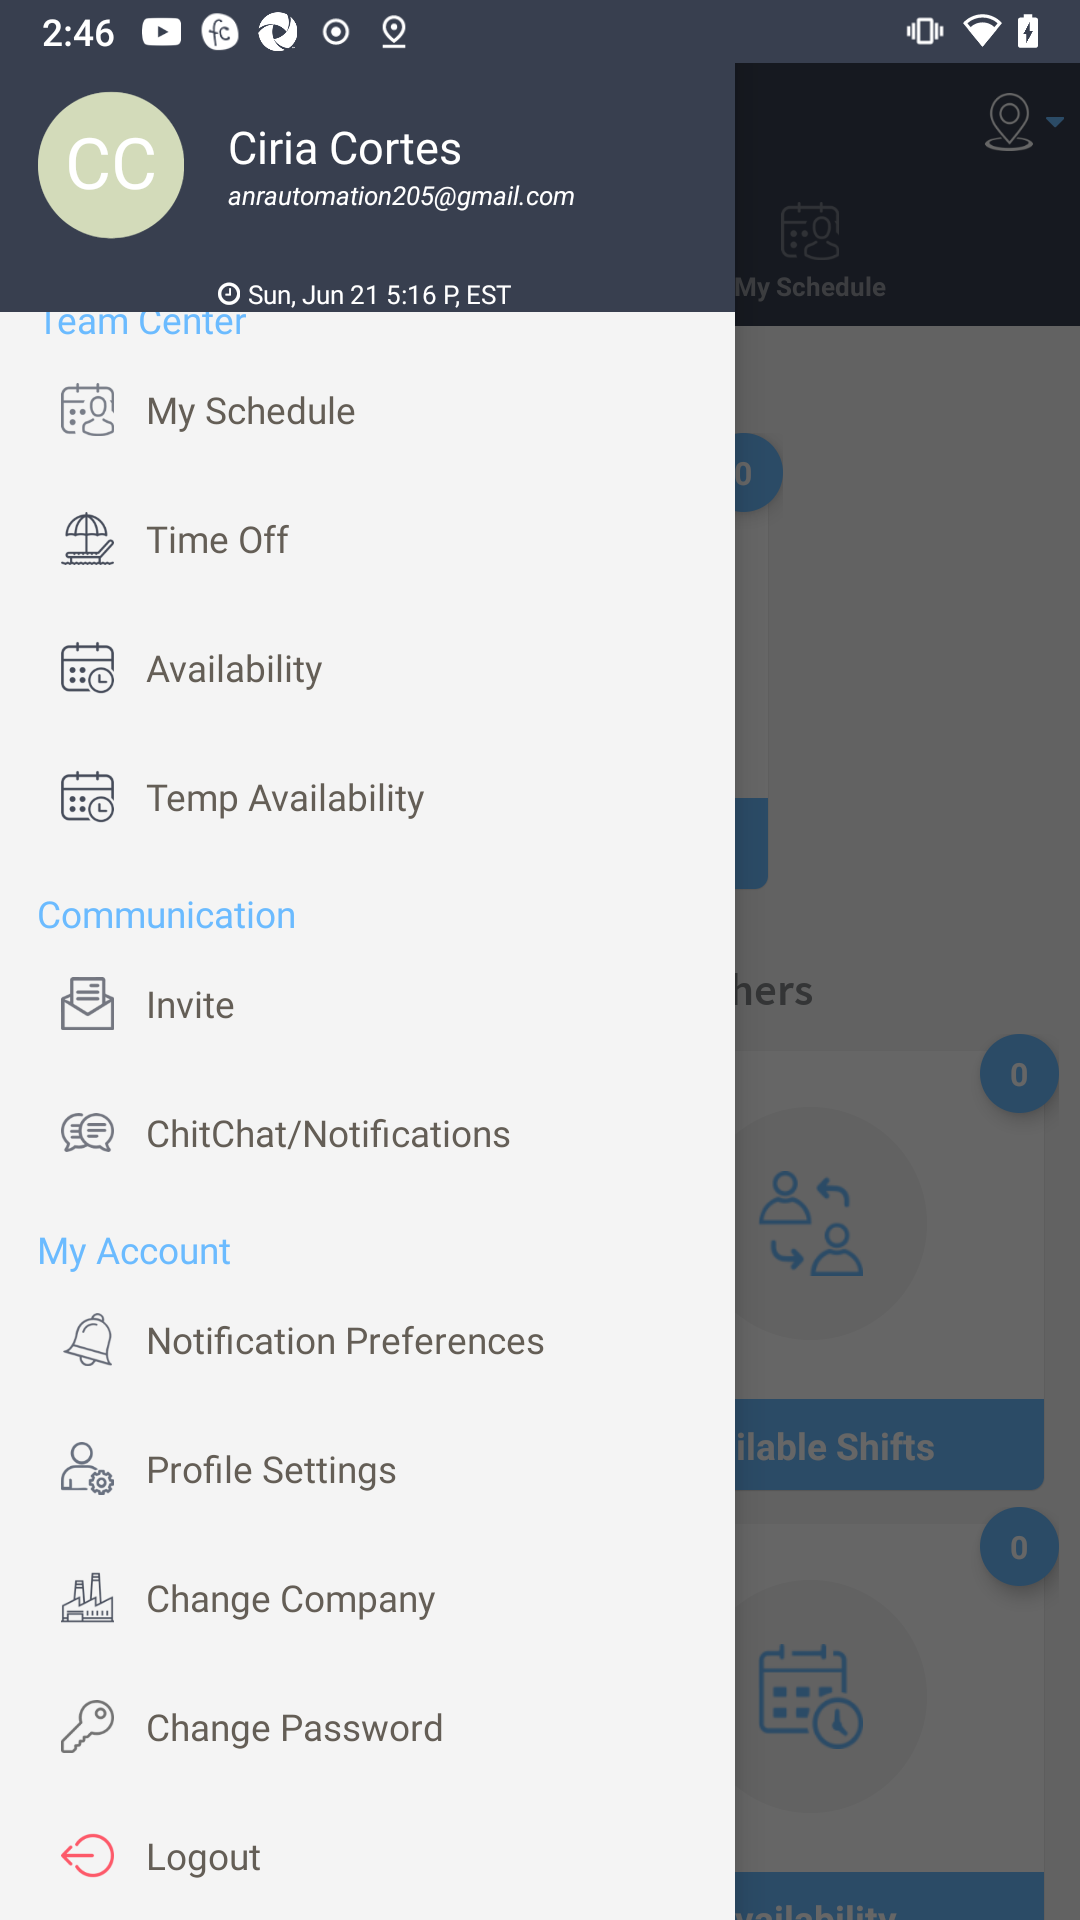 2:46
CC
Ciria Cortes
anrautomation205@gmail.com
Sun, Jun 21 5:16 P, EST
My Schedule
Team Center
My Schedule
0
Time Off
Availability
Temp Availability
Communication
hers
Invite
0
ChitChat/Notifications
My Account
Notification Preferences
ilable Shifts
Profile Settings
0
Change Company
Change Password
Logout
vailability